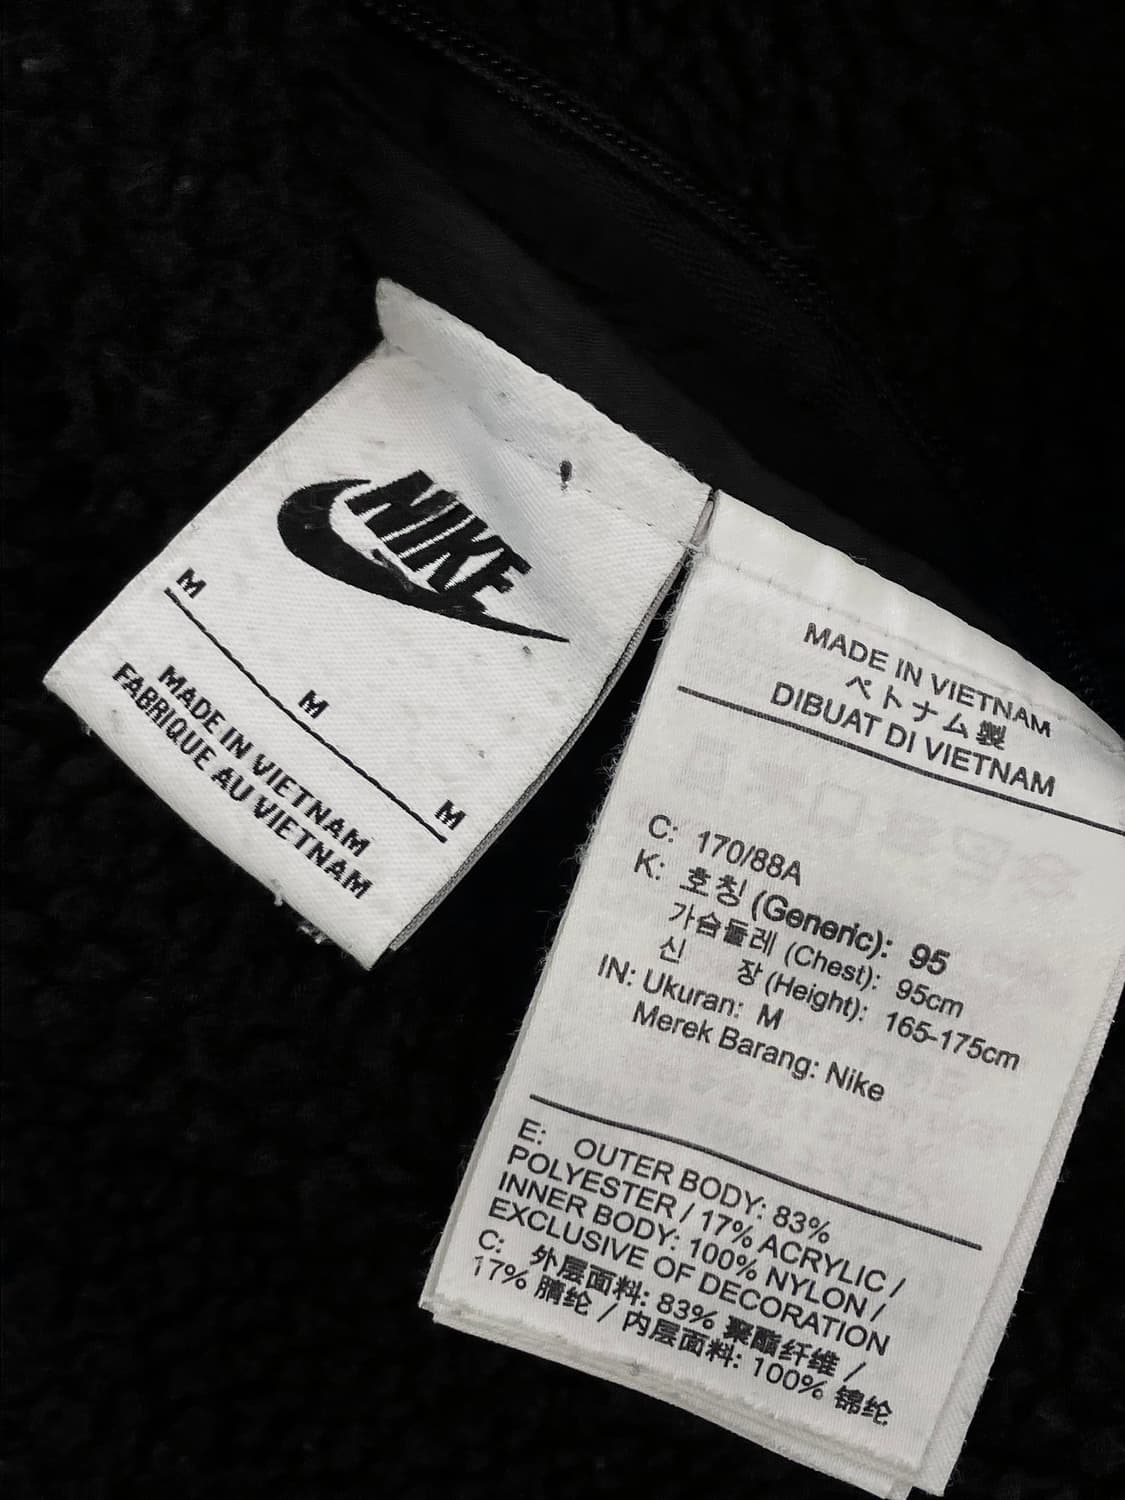 NIKE
M M M
MADE IN VIETNAM
FABRIQUE AU VIETNAM
MADE IN VIETNAM
ベトナム製
DIBUAT DI VIETNAM
C: 170/88A
K: 호칭 (Generic): 95
가슴둘레 (Chest): 95cm
신 장 (Height): 165-175cm
IN: Ukuran: M
Merek Barang: Nike
E: OUTER BODY: 83%
POLYESTER / 17% ACRYLIC /
INNER BODY: 100% NYLON /
EXCLUSIVE OF DECORATION
C: 外层面料: 83% 聚酯纤维 /
17% 腈纶 / 内层面料: 100% 锦纶